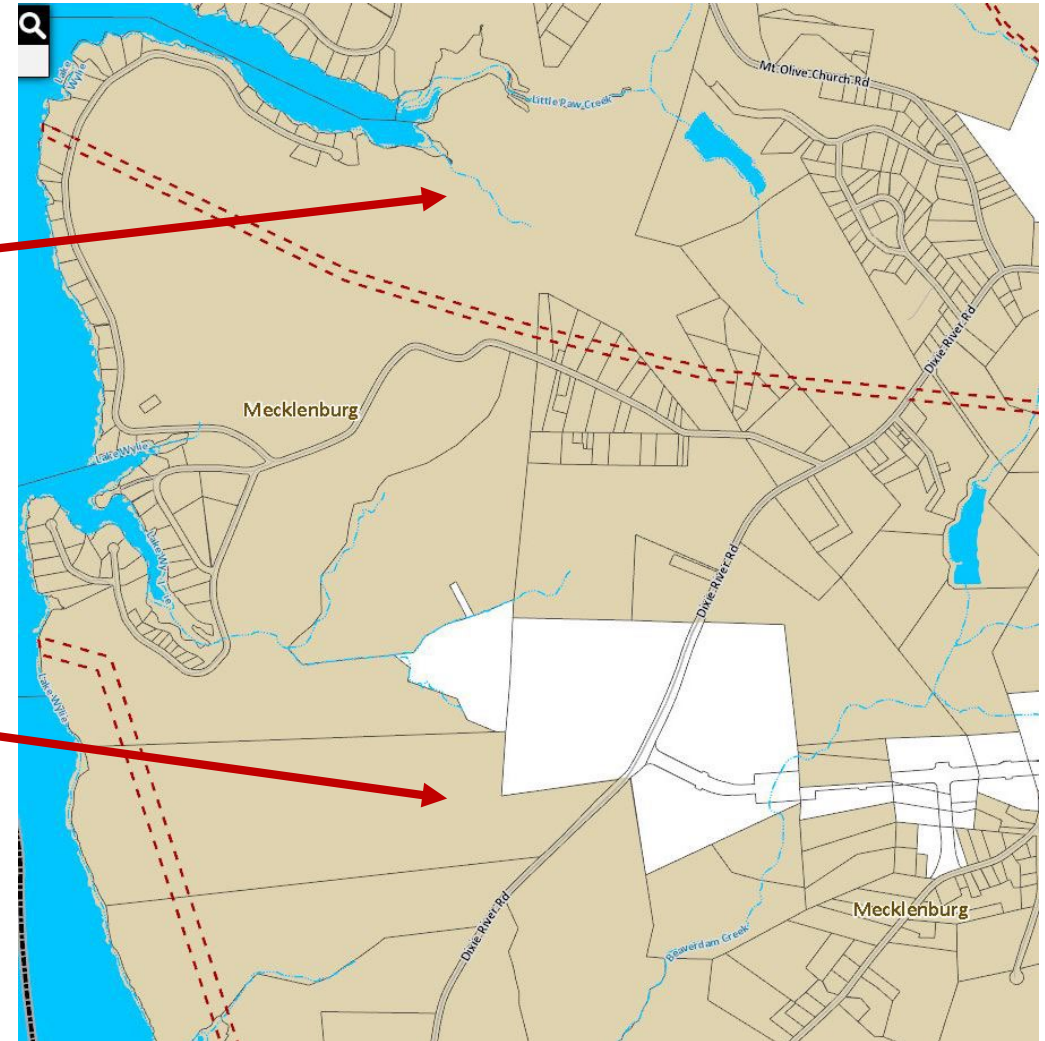 Lake Wylie
Little Paw Creek
Mt Olive Church Rd
Dixie River Rd
Mecklenburg
Lake Wylie
Lake Wylie
Dixie River Rd
Lake Wylie
Dixie River Rd
Mecklenburg
Beaverdam Creek